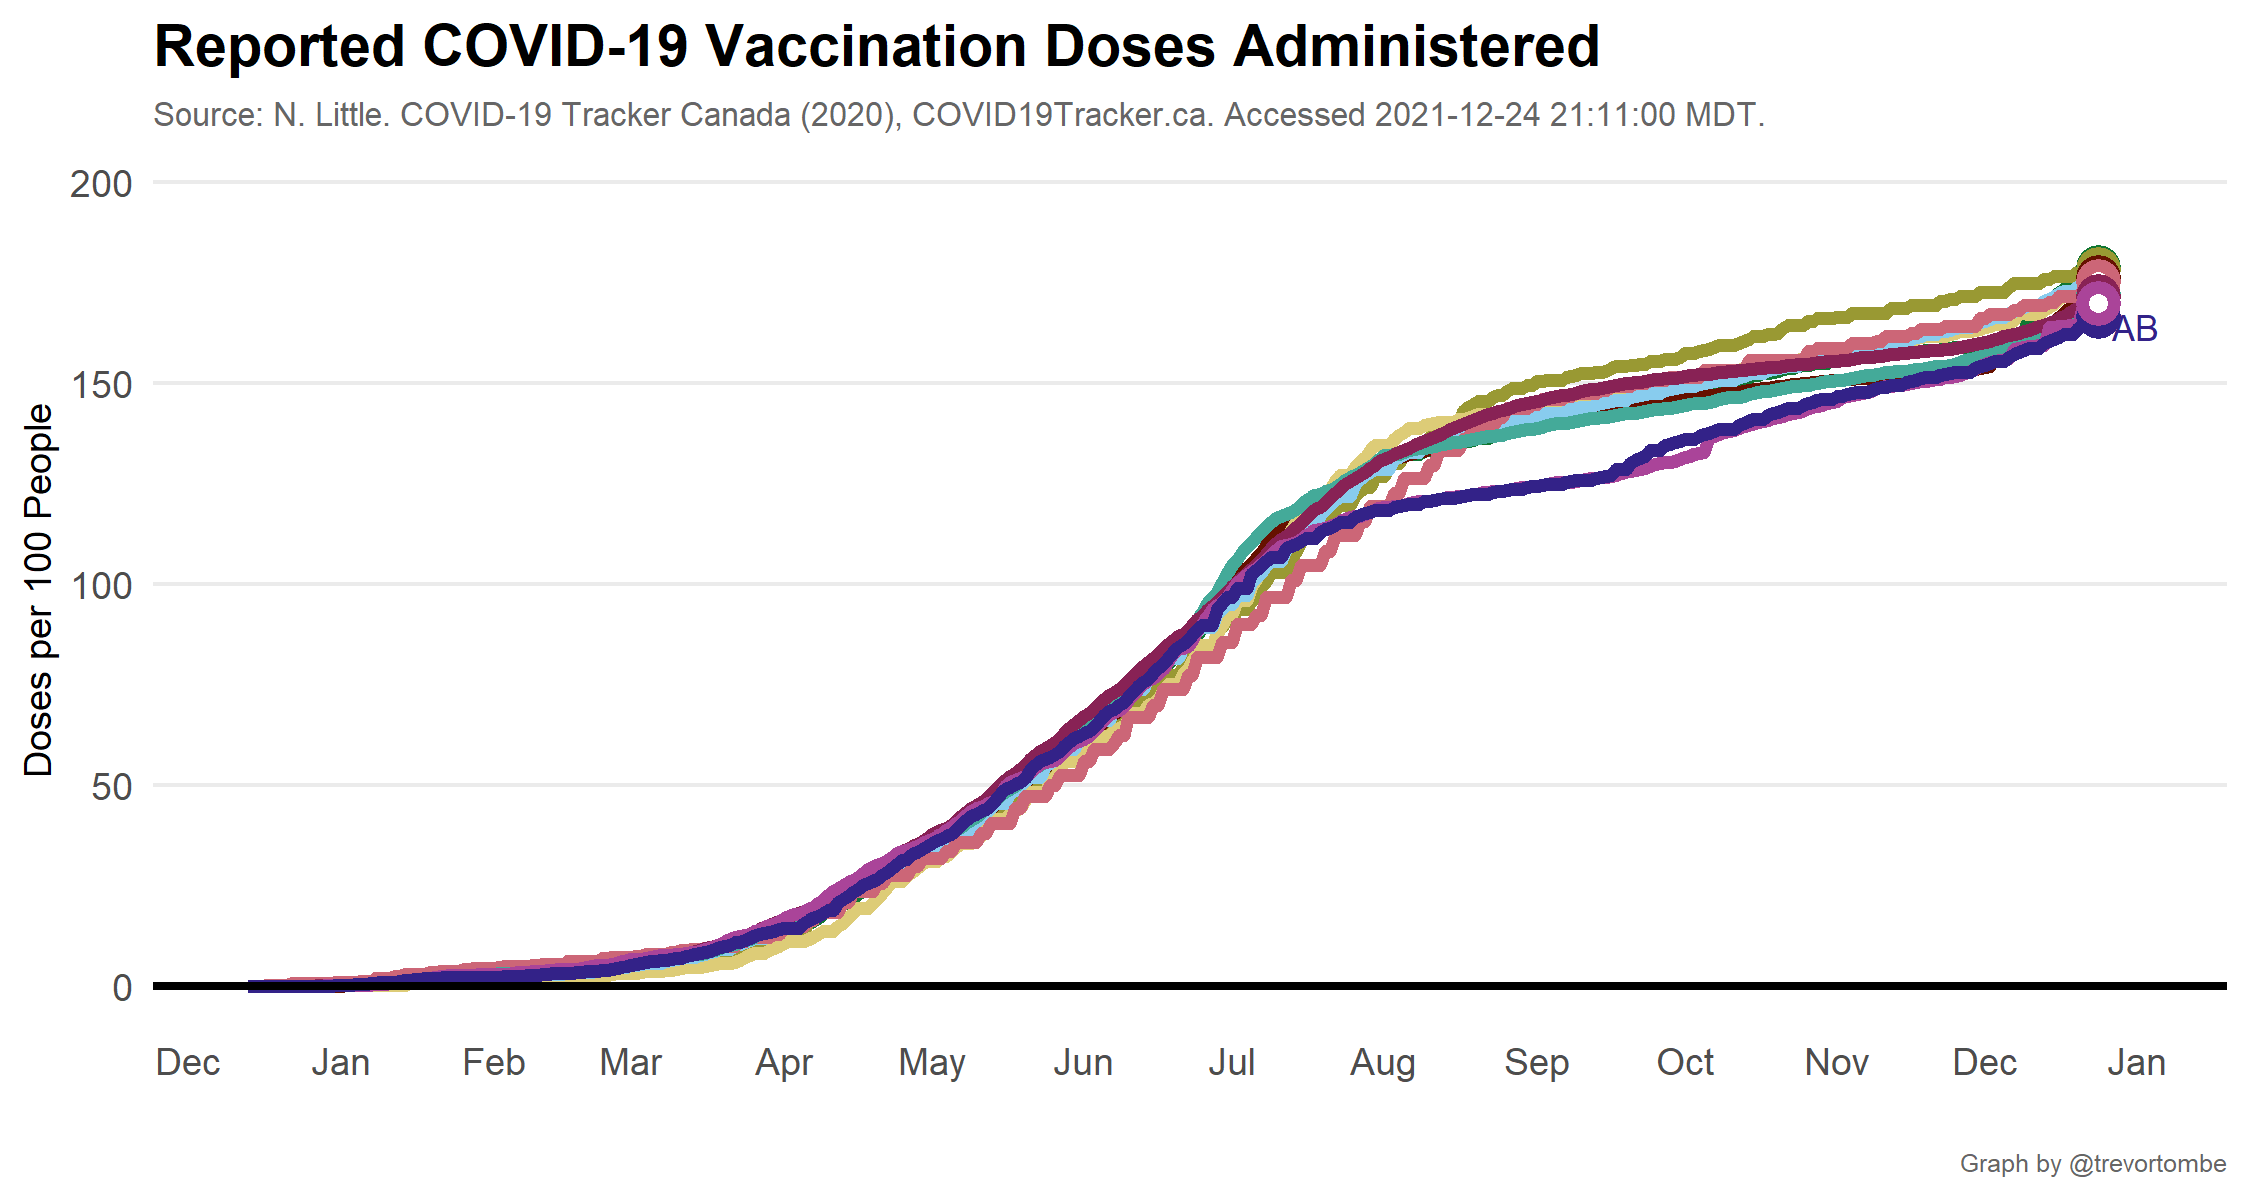 Reported COVID-19 Vaccination Doses Administered
Source: N. Little. COVID-19 Tracker Canada (2020), COVID19Tracker.ca. Accessed 2021-12-24 21:11:00 MDT.
Doses per 100 People
200
150
100
50
0
AB
Dec Jan Feb Mar Apr May Jun Jul Aug Sep Oct Nov Dec Jan
Graph by @trevortombe